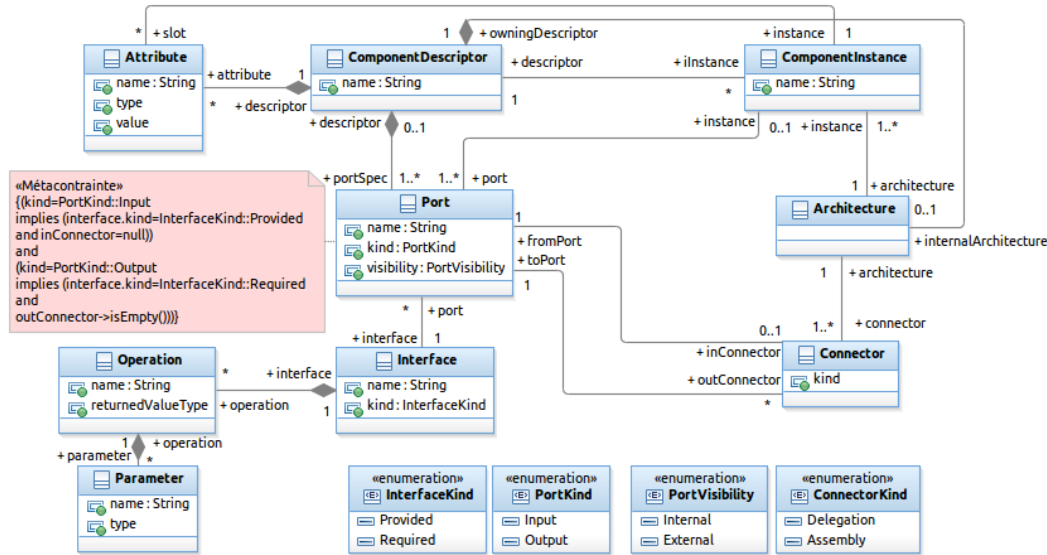 * + slot
1 + owningDescriptor
+ instance 1
Attribute
name : String
type
value
+ attribute 1
* + descriptor
ComponentDescriptor
name : String
+ descriptor + iInstance
1 *
ComponentInstance
name : String
+ descriptor 0..1
+ instance 0..1
+ instance 1..*
+ portSpec 1..*
1..* + port
1 + architecture
Architecture
0..1
+ internalArchitecture
«Métacontrainte»
{(kind=PortKind::Input
implies (interface.kind=InterfaceKind::Provided
and inConnector=null))
and
(kind=PortKind::Output
implies (interface.kind=InterfaceKind::Required
and
outConnector->isEmpty()))}
Port
name : String
kind : PortKind
visibility : PortVisibility
1
+ fromPort
+ toPort
1
1 + architecture
* + port
+ interface 1
0..1 1..* + connector
+ inConnector
+ outConnector
*
Connector
kind
Operation
name : String
returnedValueType
* + interface
+ operation 1
Interface
name : String
kind : InterfaceKind
1 + operation
+ parameter *
Parameter
name : String
type
«enumeration»
InterfaceKind
Provided
Required
«enumeration»
PortKind
Input
Output
«enumeration»
PortVisibility
Internal
External
«enumeration»
ConnectorKind
Delegation
Assembly